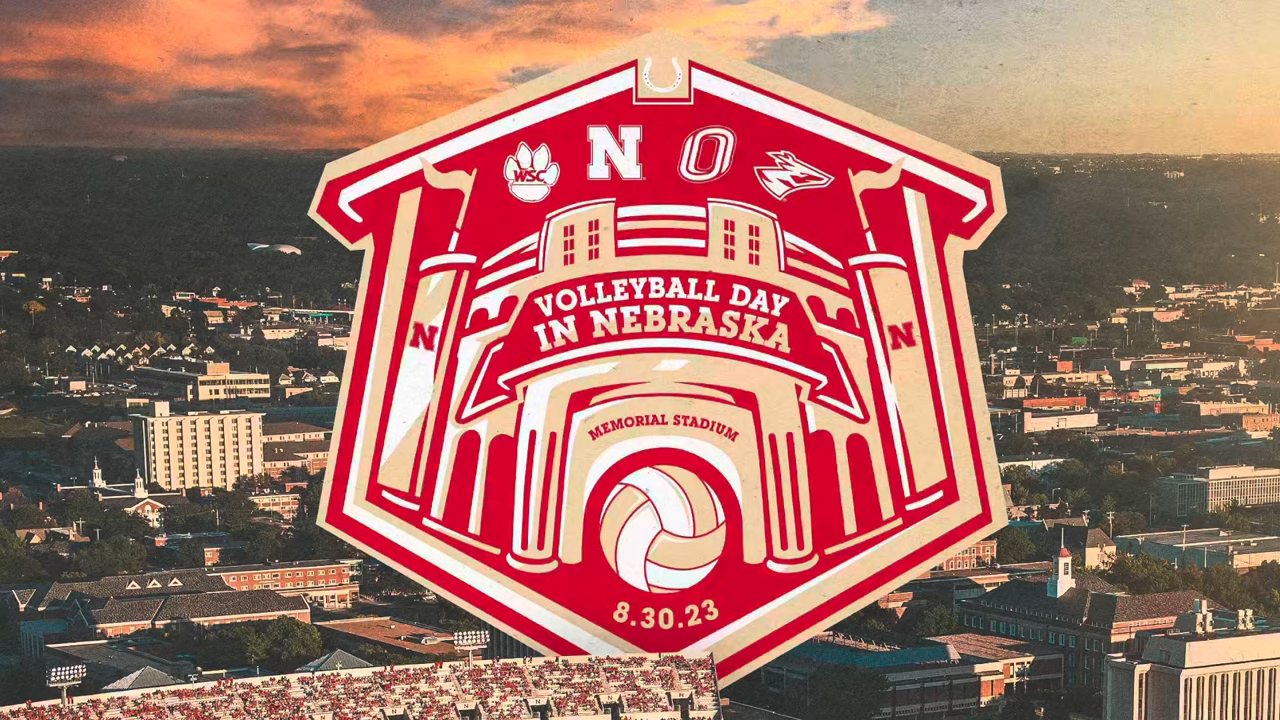 WSC
N
O
N
VOLLEYBALL DAY
IN NEBRASKA
N
N
MEMORIAL STADIUM
8.30.23